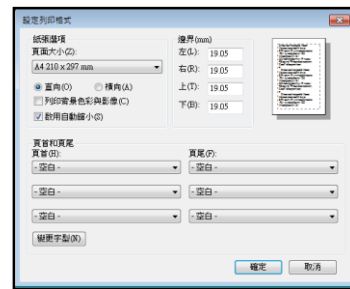 設定列印格式
紙張選項
頁面大小(Z):
A4 210 x 297 mm
直向(O) 橫向(A)
列印背景色彩與影像(C)
啟用自動縮小(S)
邊界(mm)
左(L): 19.05
右(R): 19.05
上(T): 19.05
下(B): 19.05
頁首和頁尾
頁首(H): 頁尾(F):
- 空白 - - 空白 -
- 空白 - - 空白 -
- 空白 - - 空白 -
變更字型(N)
確定 取消